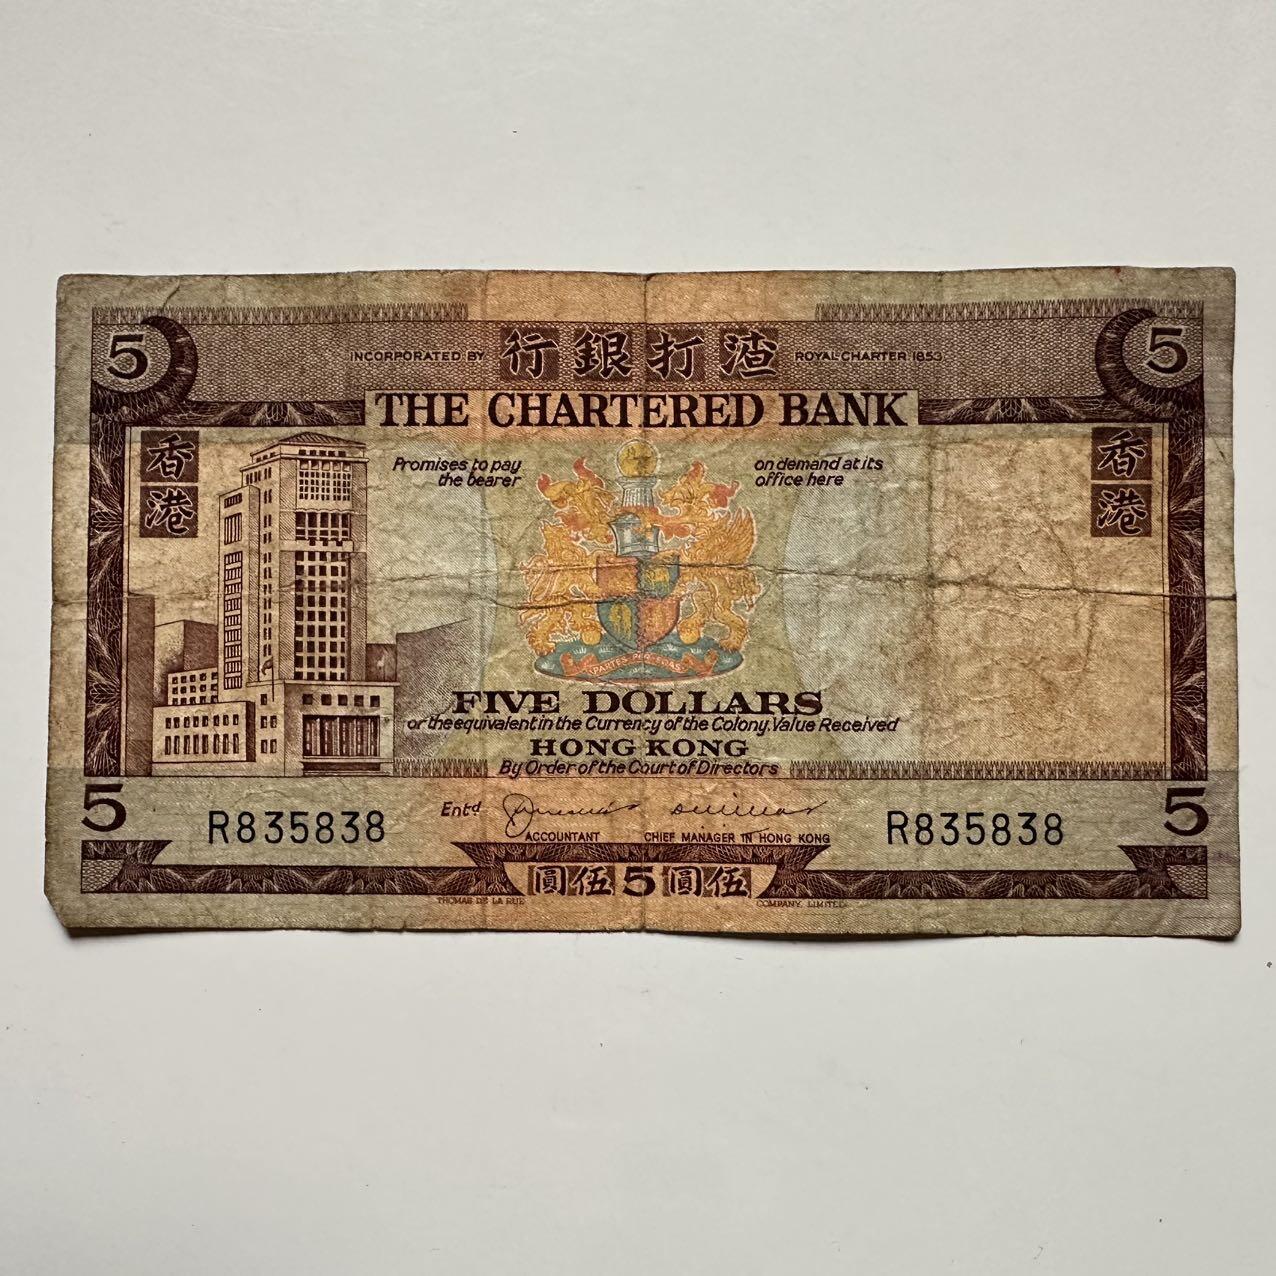 5 5
INCORPORATED BY 行銀打渣 ROYAL CHARTER 1853
THE CHARTERED BANK
香港 香港
Promises to pay the bearer
on demand at its office here
PARTES PER
FIVE DOLLARS
or the equivalent in the Currency of the Colony. Value Received
HONG KONG
By Order of the Court of Directors
5 5
R835838 Entd R835838
ACCOUNTANT CHIEF MANAGER IN HONG KONG
圓伍5圓伍
THOMAS DE LA RUE COMPANY, LIMITED